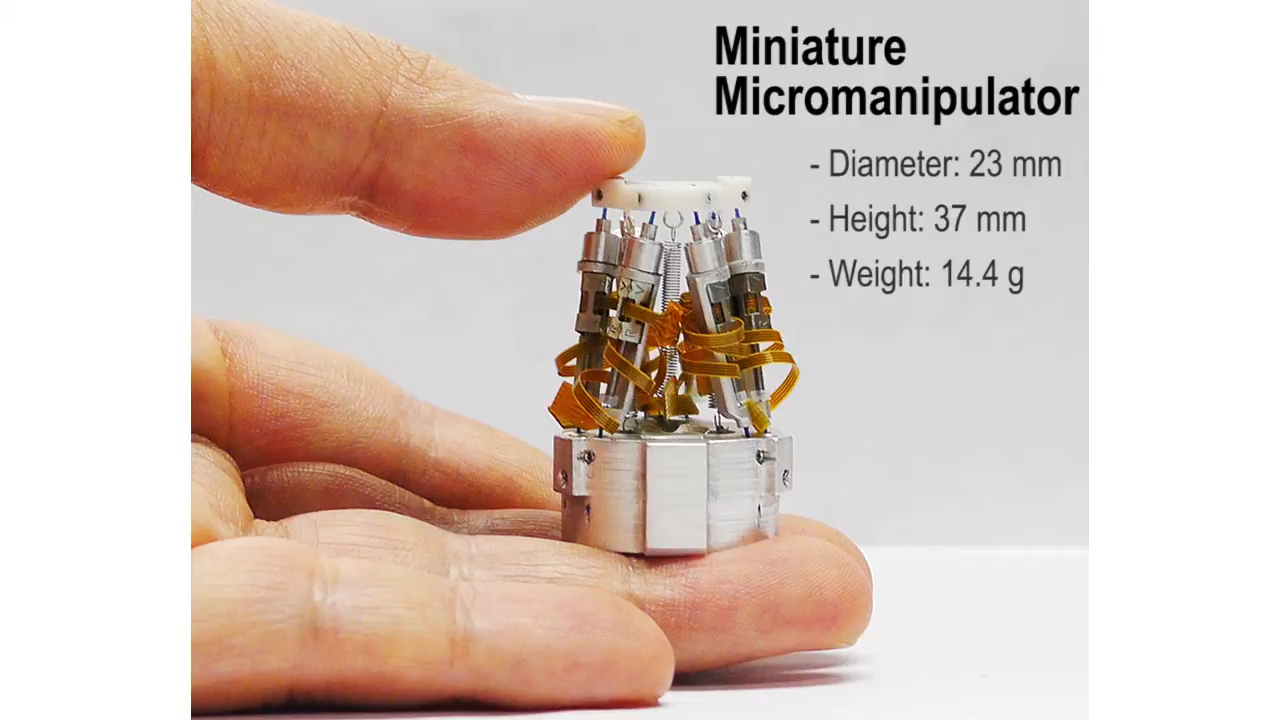 Miniature
Micromanipulator
- Diameter: 23 mm
- Height: 37 mm
- Weight: 14.4 g